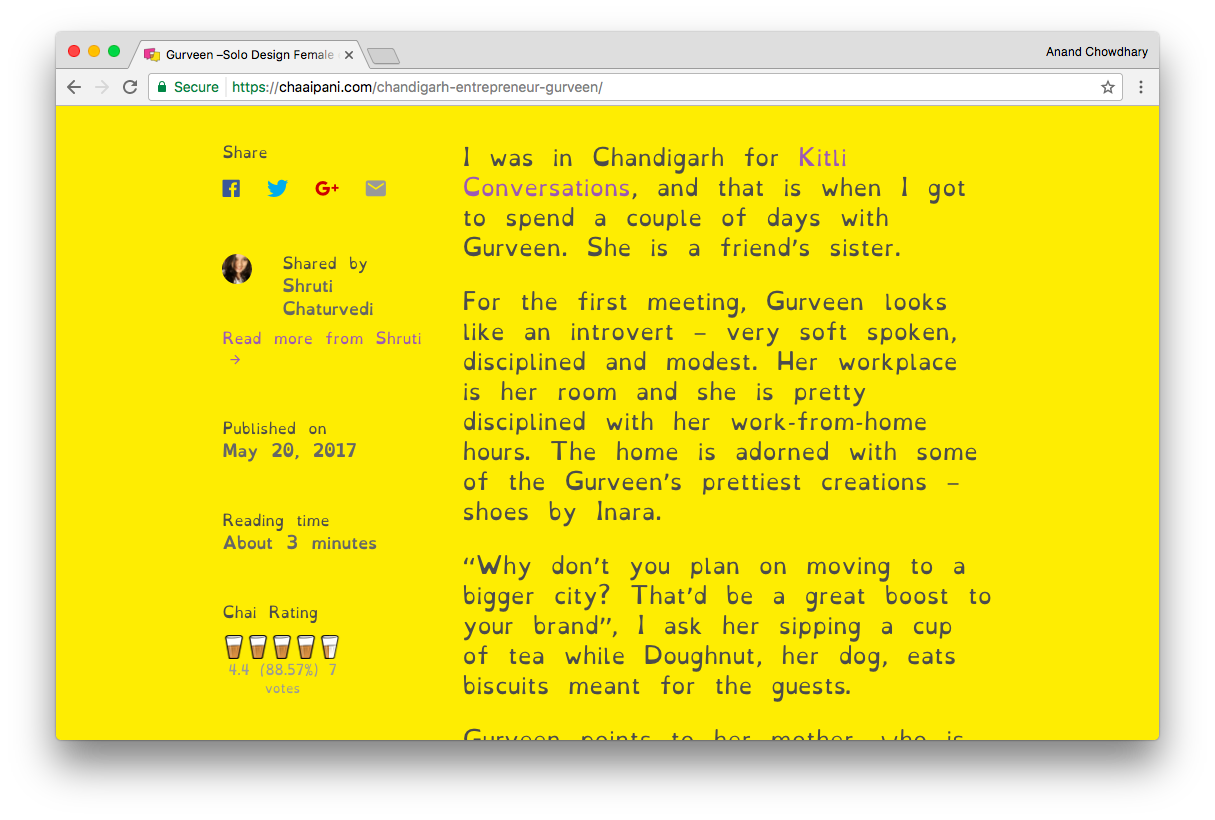 Gurveen –Solo Design Female
Anand Chowdhary
Secure
https://chaaipani.com/chandigarh-entrepreneur-gurveen/
Share
G+
Shared by
Shruti
Chaturvedi
Read more from Shruti
→
Published on
May 20, 2017
Reading time
About 3 minutes
Chai Rating
4.4 (88.57%) 7
votes
I was in Chandigarh for Kitli
Conversations, and that is when I got
to spend a couple of days with
Gurveen. She is a friend’s sister.
For the first meeting, Gurveen looks
like an introvert – very soft spoken,
disciplined and modest. Her workplace
is her room and she is pretty
disciplined with her work-from-home
hours. The home is adorned with some
of the Gurveen’s prettiest creations –
shoes by Inara.
“Why don’t you plan on moving to a
bigger city? That’d be a great boost to
your brand”, I ask her sipping a cup
of tea while Doughnut, her dog, eats
biscuits meant for the guests.
Gurveen points to her mother, who is